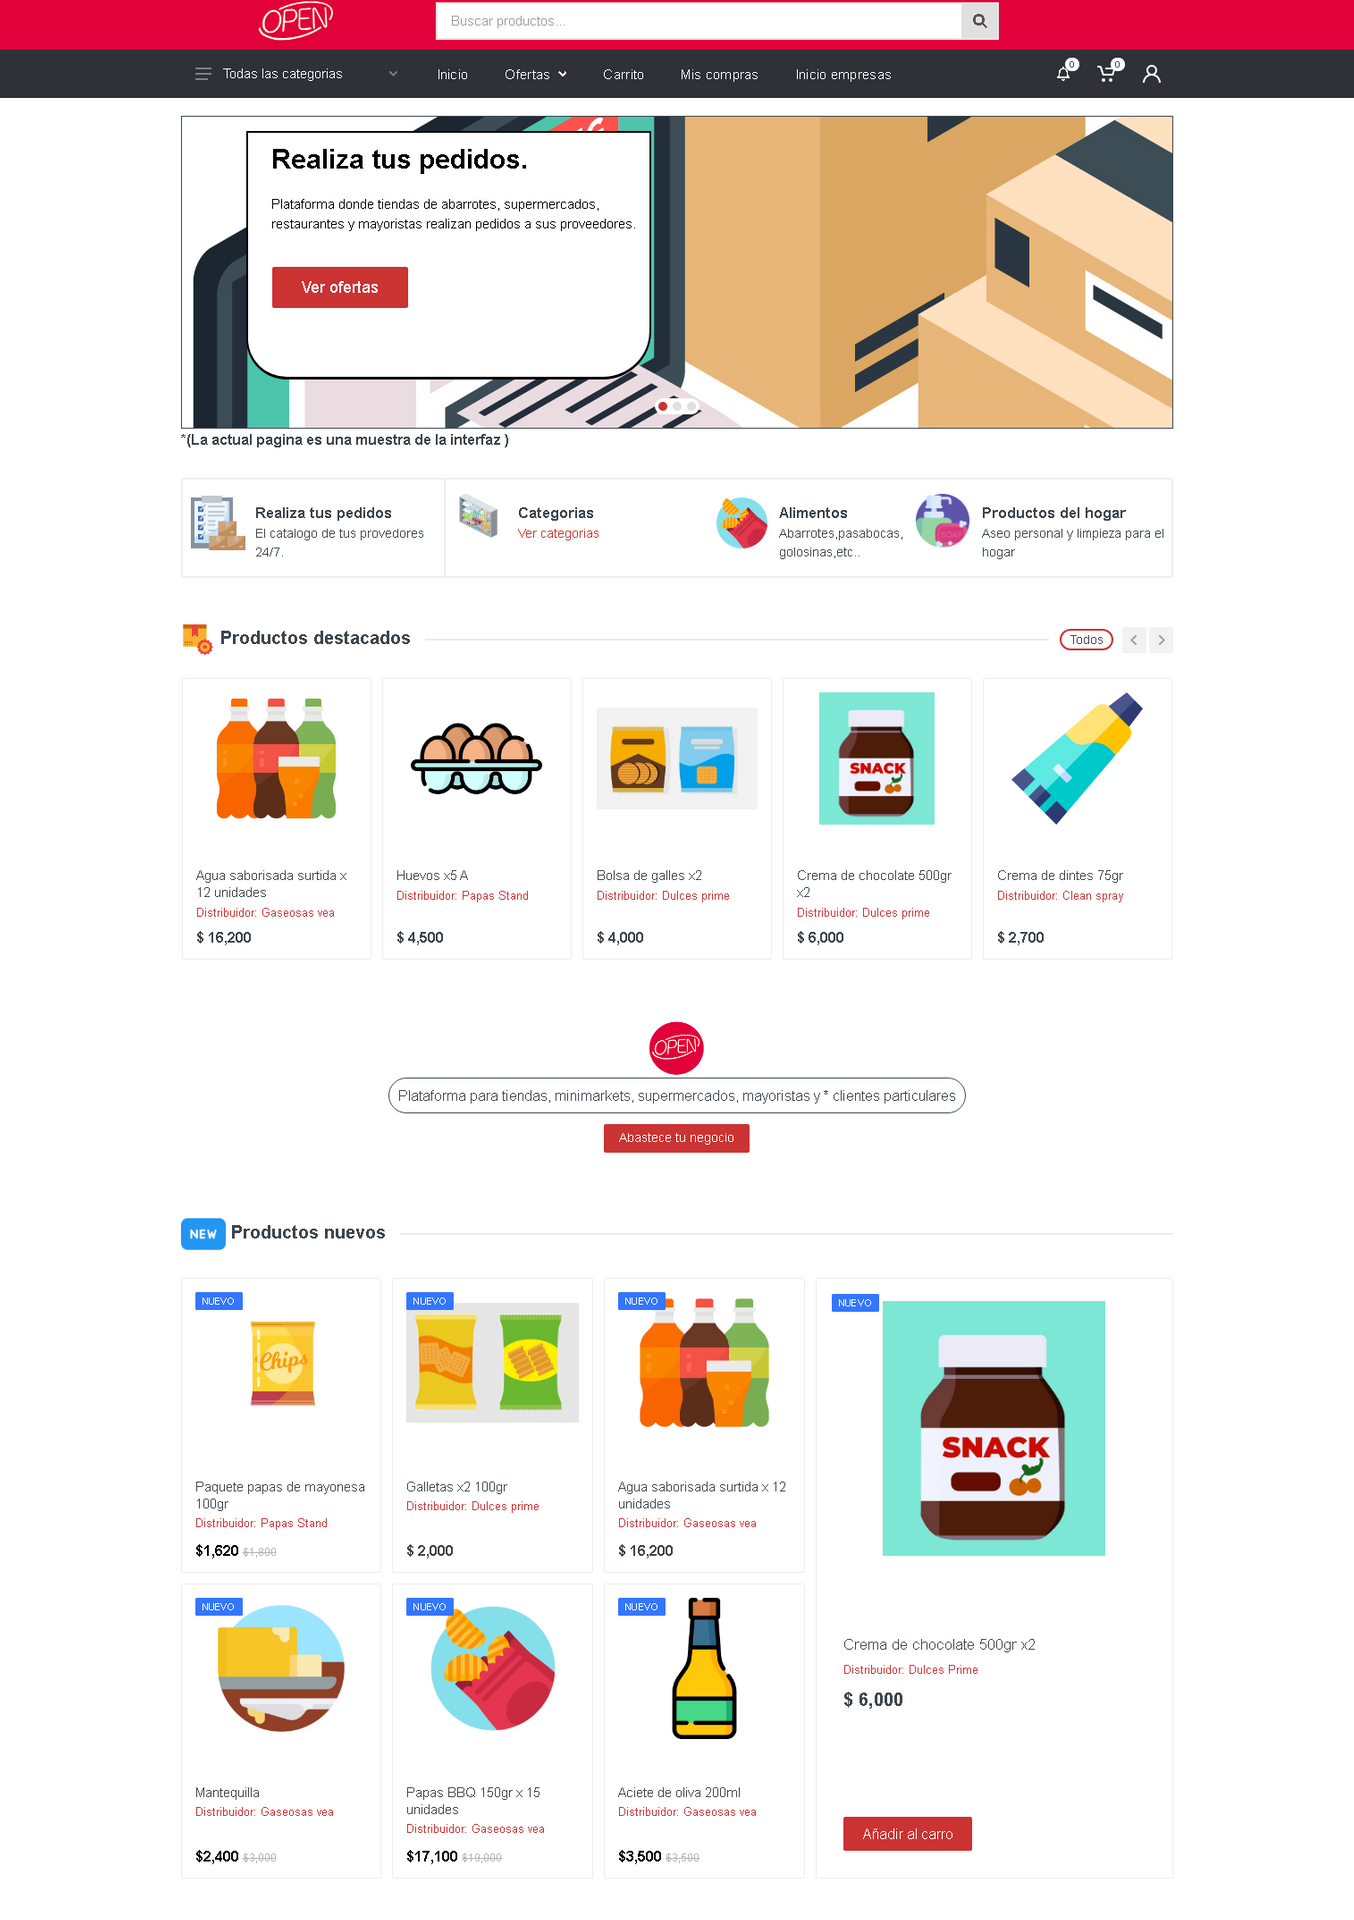 OPEN
Buscar productos...
Todas las categorias
Inicio
Ofertas
Carrito
Mis compras
Inicio empresas
0
0
Realiza tus pedidos.
Plataforma donde tiendas de abarrotes, supermercados,
restaurantes y mayoristas realizan pedidos a sus proveedores.
Ver ofertas
*(La actual pagina es una muestra de la interfaz )
Realiza tus pedidos
El catalogo de tus provedores
24/7.
Categorias
Ver categorias
Alimentos
Abarrotes,pasabocas,
golosinas,etc..
Productos del hogar
Aseo personal y limpieza para el
hogar
SOAP
Productos destacados
Todos
Agua saborisada surtida x
12 unidades
Distribuidor: Gaseosas vea
$ 16,200
Huevos x5 A
Distribuidor: Papas Stand
$ 4,500
Bolsa de galles x2
Distribuidor: Dulces prime
$ 4,000
SNACK
Crema de chocolate 500gr
x2
Distribuidor: Dulces prime
$ 6,000
Crema de dintes 75gr
Distribuidor: Clean spray
$ 2,700
OPEN
Plataforma para tiendas, minimarkets, supermercados, mayoristas y * clientes particulares
Abastece tu negocio
NEW
Productos nuevos
NUEVO
Chips
Paquete papas de mayonesa
100gr
Distribuidor: Papas Stand
$1,620 $1,800
NUEVO
Galletas x2 100gr
Distribuidor: Dulces prime
$ 2,000
NUEVO
Agua saborisada surtida x 12
unidades
Distribuidor: Gaseosas vea
$ 16,200
NUEVO
SNACK
Crema de chocolate 500gr x2
Distribuidor: Dulces Prime
$ 6,000
Añadir al carro
NUEVO
Mantequilla
Distribuidor: Gaseosas vea
$2,400 $3,000
NUEVO
Papas BBQ 150gr x 15
unidades
Distribuidor: Gaseosas vea
$17,100 $19,000
NUEVO
Aciete de oliva 200ml
Distribuidor: Gaseosas vea
$3,500 $3,600